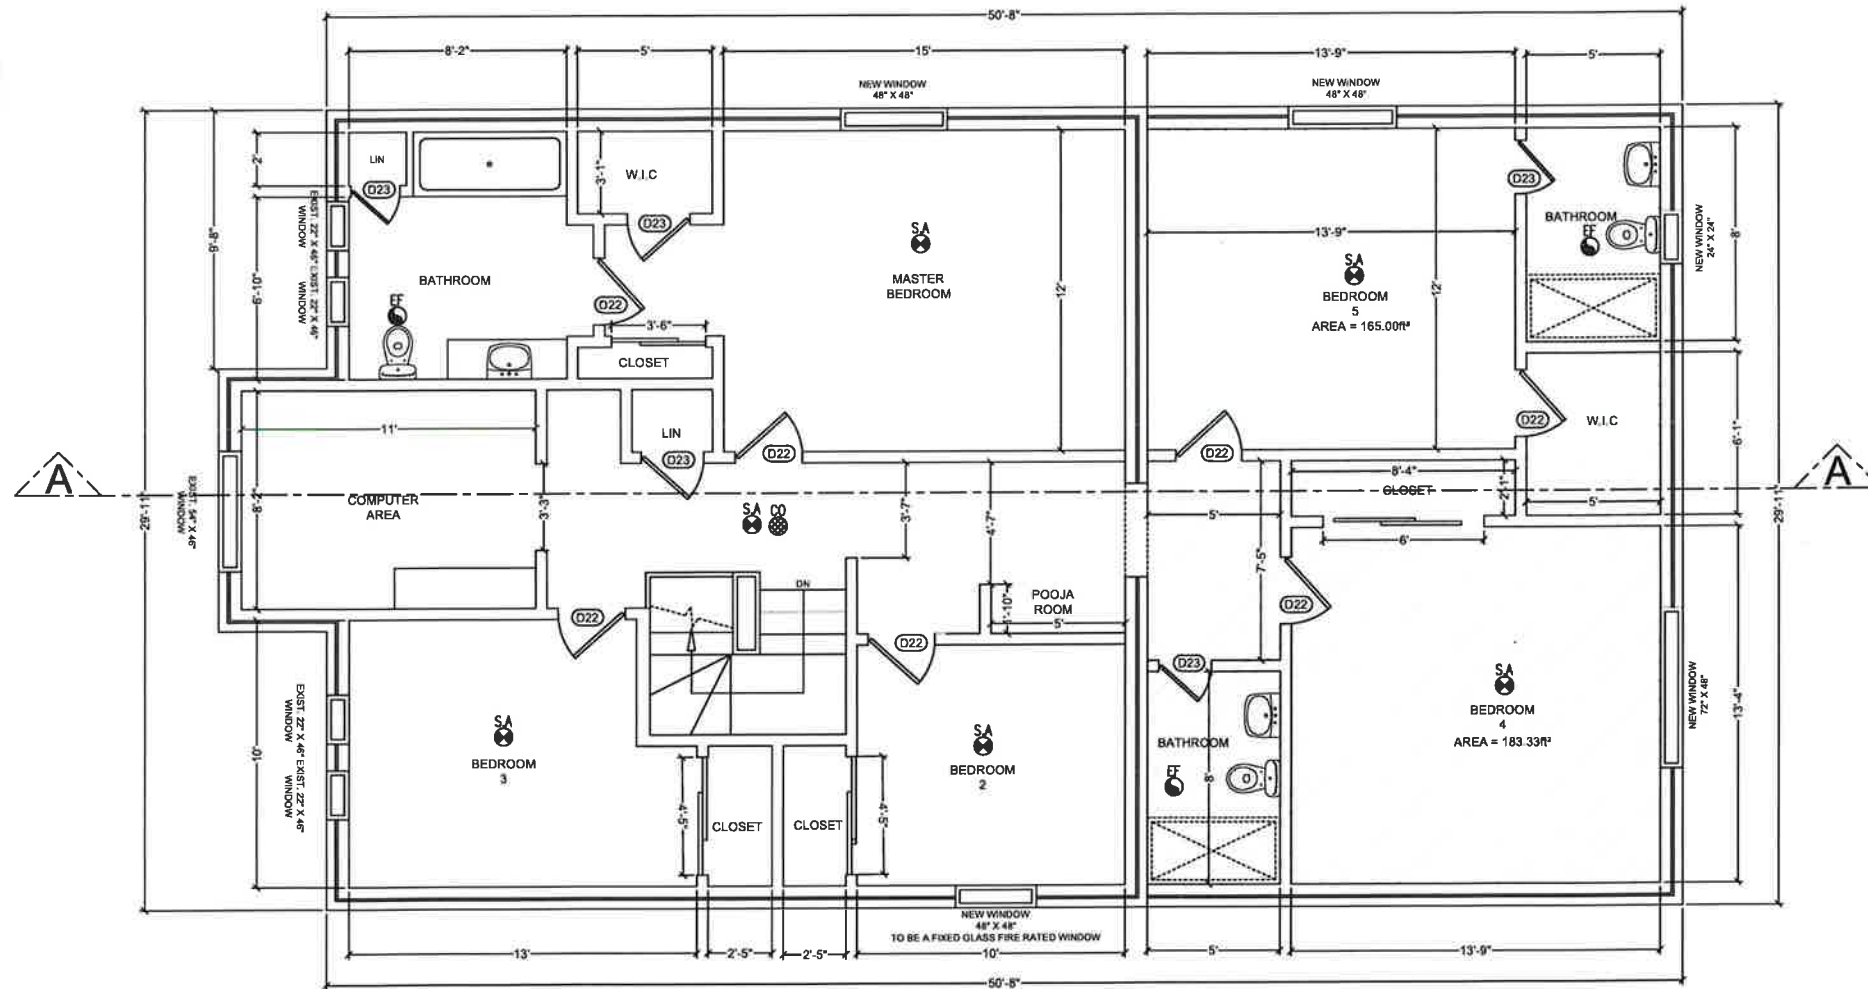 50'-8"
8'-2"
5'
15'
13'-9"
5'
NEW WINDOW
48" X 48"
NEW WINDOW
48" X 48"
LIN
D23
2'
W.I.C
3'-1"
D23
9'-8"
6'-10"
EXIST. 22" X 46"
WINDOW
EXIST. 22" X 46"
WINDOW
BATHROOM
EF
D22
3'-6"
CLOSET
S.A
MASTER
BEDROOM
12'
13'-9"
S.A
BEDROOM
5
AREA = 165.00ft²
12'
D23
BATHROOM
EF
8'
NEW WINDOW
24" X 24"
D22
W.I.C
6'-1"
5'
11'
LIN
D23
D22
D22
8'-4"
CLOSET
2'-1"
6'
A
A
29'-11"
29'-11"
EXIST. 54" X 46"
WINDOW
8'-2"
COMPUTER
AREA
3'-3"
S.A
CO
3'-7"
4'-7"
5'
7'-5"
DN
POOJA
ROOM
5'
D22
D22
D22
D23
EXIST. 22" X 46"
WINDOW
EXIST. 22" X 46"
WINDOW
10'
S.A
BEDROOM
3
4'-5"
CLOSET
CLOSET
4'-5"
S.A
BEDROOM
2
BATHROOM
EF
8'
S.A
BEDROOM
4
AREA = 183.33ft²
NEW WINDOW
72" X 48"
13'-4"
NEW WINDOW
48" X 48"
TO BE A FIXED GLASS FIRE RATED WINDOW
13'
2'-5"
2'-5"
10'
5'
13'-9"
50'-8"